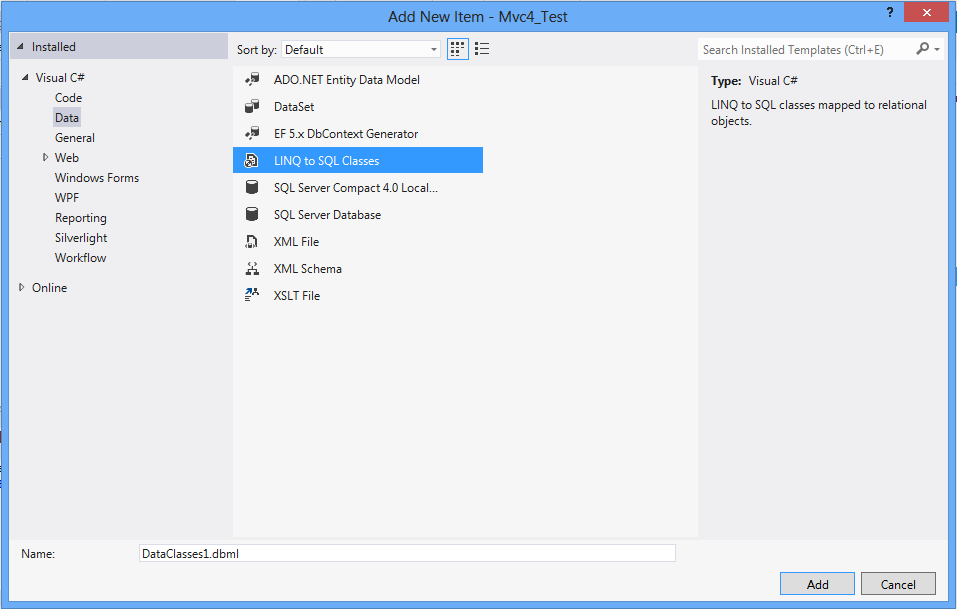 Add New Item - Mvc4_Test
?
Installed
Sort by: Default
Search Installed Templates (Ctrl+E)
Visual C#
Code
Data
General
Web
Windows Forms
WPF
Reporting
Silverlight
Workflow
Online
ADO.NET Entity Data Model
DataSet
EF 5.x DbContext Generator
LINQ to SQL Classes
SQL Server Compact 4.0 Local...
SQL Server Database
XML File
XML Schema
XSLT File
Type: Visual C#
LINQ to SQL classes mapped to relational
objects.
Name: DataClasses1.dbml
Add Cancel